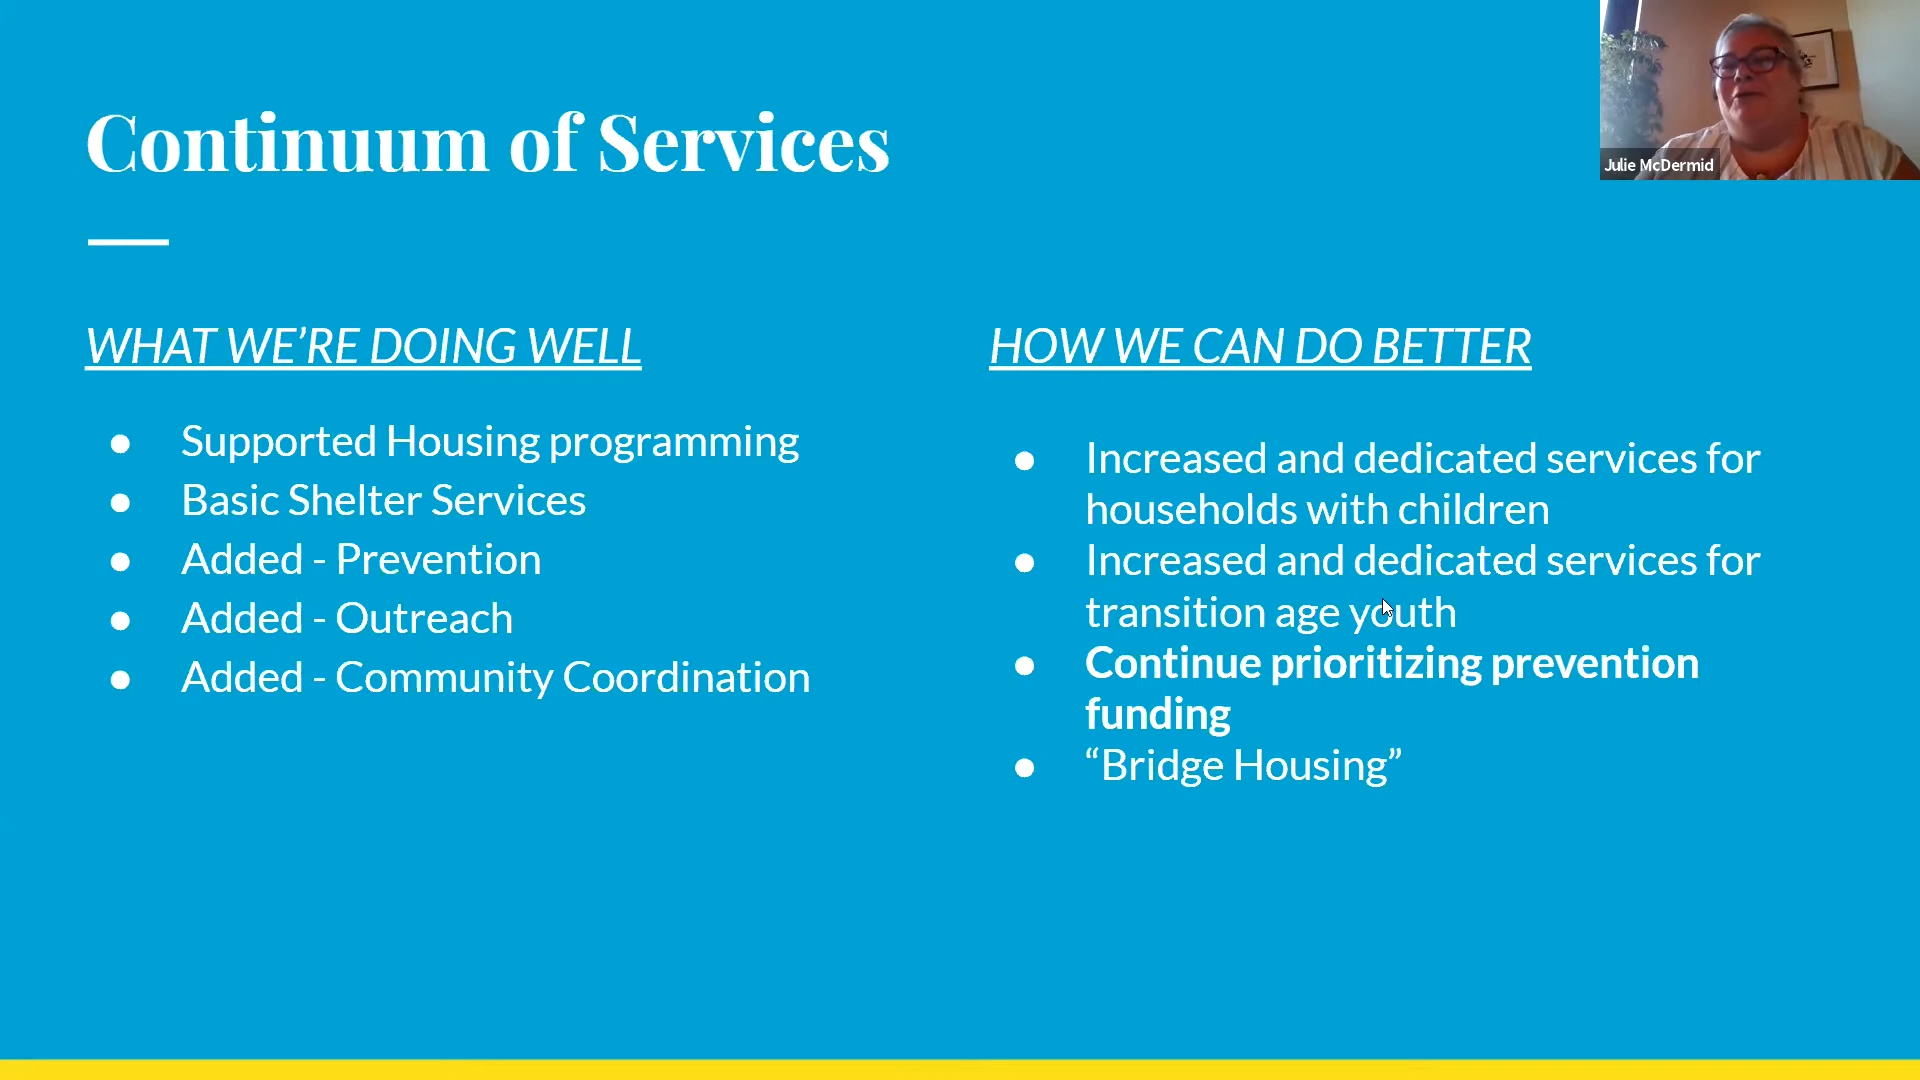 Continuum of Services
Julie McDermid
WHAT WE’RE DOING WELL
● Supported Housing programming
● Basic Shelter Services
● Added - Prevention
● Added - Outreach
● Added - Community Coordination
HOW WE CAN DO BETTER
● Increased and dedicated services for
households with children
● Increased and dedicated services for
transition age youth
● Continue prioritizing prevention
funding
● “Bridge Housing”